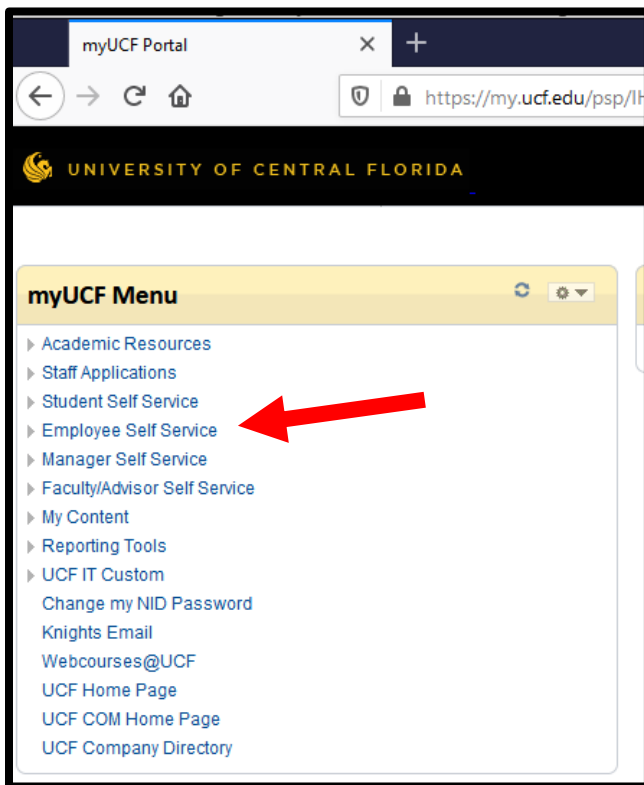 myUCF Portal
https://my.ucf.edu/psp/IH
UNIVERSITY OF CENTRAL FLORIDA
myUCF Menu
Academic Resources
Staff Applications
Student Self Service
Employee Self Service
Manager Self Service
Faculty/Advisor Self Service
My Content
Reporting Tools
UCF IT Custom
Change my NID Password
Knights Email
Webcourses@UCF
UCF Home Page
UCF COM Home Page
UCF Company Directory